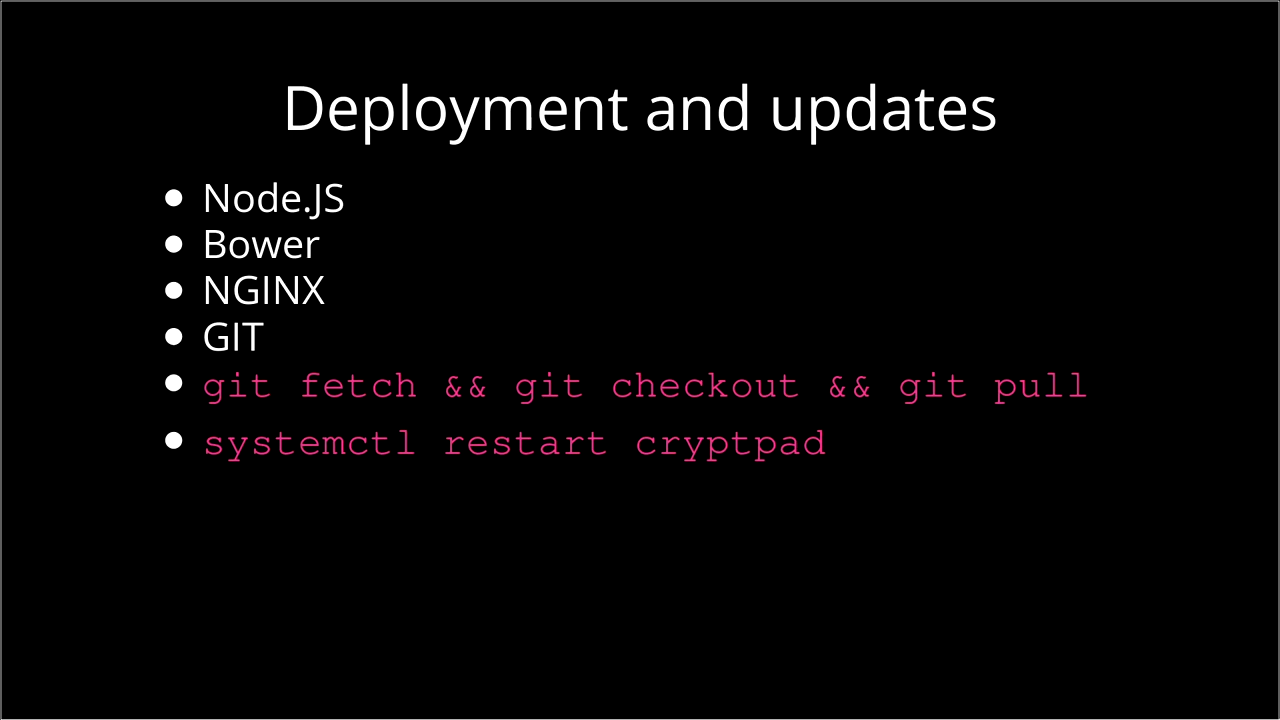 Deployment and updates
Node.JS
Bower
NGINX
GIT
git fetch && git checkout && git pull
systemctl restart cryptpad